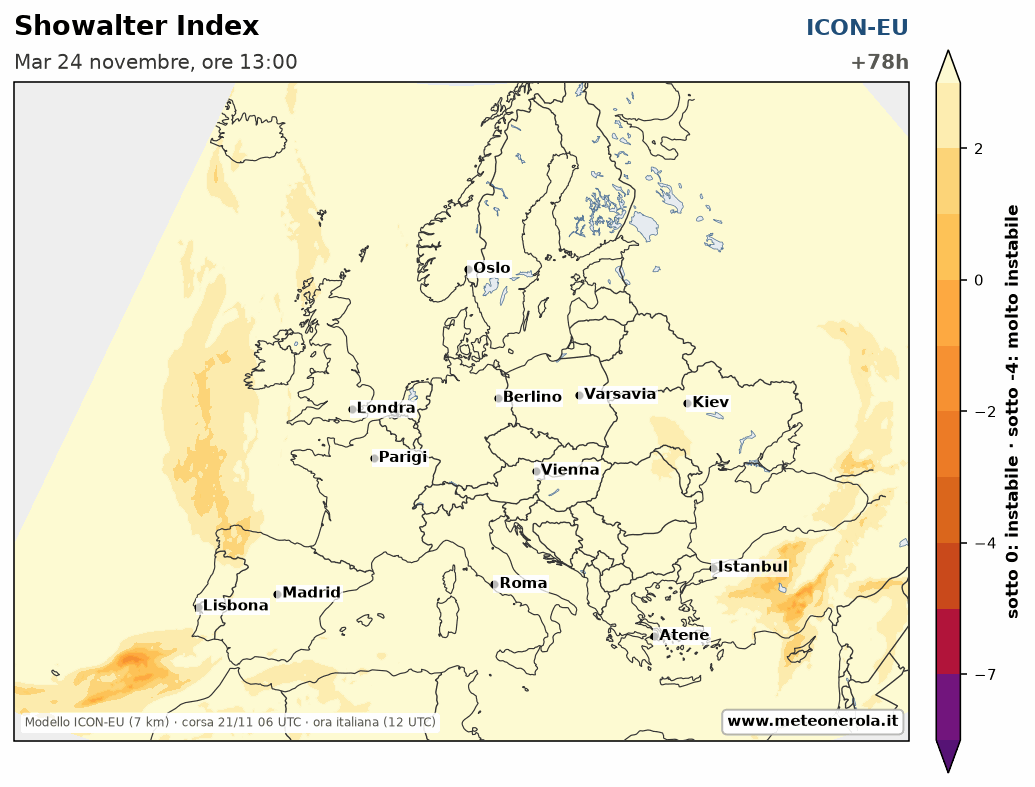 Showalter Index
ICON-EU
Mar 24 novembre, ore 13:00
+78h
2
0
−2
−4
−7
sotto 0: instabile · sotto -4: molto instabile
Oslo
Londra
Berlino
Varsavia
Kiev
Parigi
Vienna
Istanbul
Roma
Madrid
Lisbona
Atene
Modello ICON-EU (7 km) · corsa 21/11 06 UTC · ora italiana (12 UTC)
www.meteonerola.it